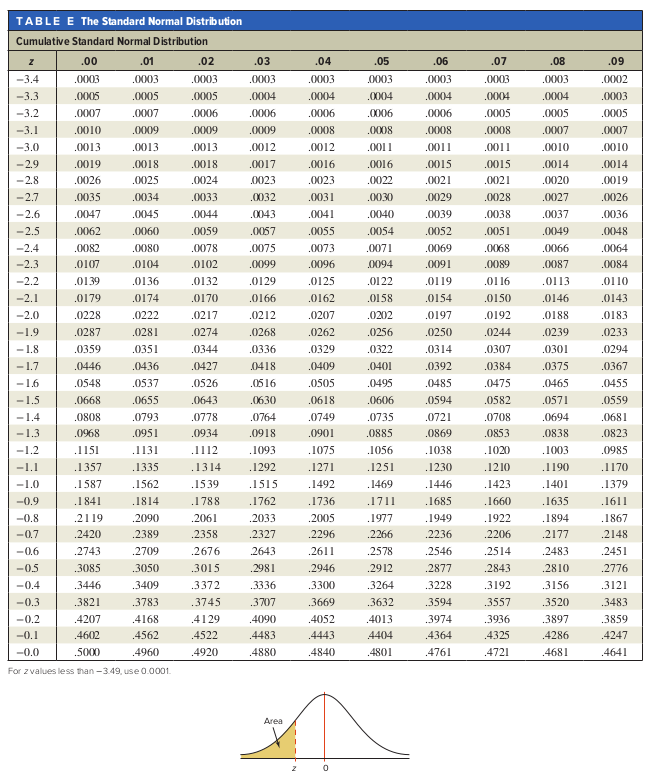 TABLE E The Standard Normal Distribution
Cumulative Standard Normal Distribution
z .00 .01 .02 .03 .04 .05 .06 .07 .08 .09
−3.4 .0003 .0003 .0003 .0003 .0003 .0003 .0003 .0003 .0003 .0002
−3.3 .0005 .0005 .0005 .0004 .0004 .0004 .0004 .0004 .0004 .0003
−3.2 .0007 .0007 .0006 .0006 .0006 .0006 .0006 .0005 .0005 .0005
−3.1 .0010 .0009 .0009 .0009 .0008 .0008 .0008 .0008 .0007 .0007
−3.0 .0013 .0013 .0013 .0012 .0012 .0011 .0011 .0011 .0010 .0010
−2.9 .0019 .0018 .0018 .0017 .0016 .0016 .0015 .0015 .0014 .0014
−2.8 .0026 .0025 .0024 .0023 .0023 .0022 .0021 .0021 .0020 .0019
−2.7 .0035 .0034 .0033 .0032 .0031 .0030 .0029 .0028 .0027 .0026
−2.6 .0047 .0045 .0044 .0043 .0041 .0040 .0039 .0038 .0037 .0036
−2.5 .0062 .0060 .0059 .0057 .0055 .0054 .0052 .0051 .0049 .0048
−2.4 .0082 .0080 .0078 .0075 .0073 .0071 .0069 .0068 .0066 .0064
−2.3 .0107 .0104 .0102 .0099 .0096 .0094 .0091 .0089 .0087 .0084
−2.2 .0139 .0136 .0132 .0129 .0125 .0122 .0119 .0116 .0113 .0110
−2.1 .0179 .0174 .0170 .0166 .0162 .0158 .0154 .0150 .0146 .0143
−2.0 .0228 .0222 .0217 .0212 .0207 .0202 .0197 .0192 .0188 .0183
−1.9 .0287 .0281 .0274 .0268 .0262 .0256 .0250 .0244 .0239 .0233
−1.8 .0359 .0351 .0344 .0336 .0329 .0322 .0314 .0307 .0301 .0294
−1.7 .0446 .0436 .0427 .0418 .0409 .0401 .0392 .0384 .0375 .0367
−1.6 .0548 .0537 .0526 .0516 .0505 .0495 .0485 .0475 .0465 .0455
−1.5 .0668 .0655 .0643 .0630 .0618 .0606 .0594 .0582 .0571 .0559
−1.4 .0808 .0793 .0778 .0764 .0749 .0735 .0721 .0708 .0694 .0681
−1.3 .0968 .0951 .0934 .0918 .0901 .0885 .0869 .0853 .0838 .0823
−1.2 .1151 .1131 .1112 .1093 .1075 .1056 .1038 .1020 .1003 .0985
−1.1 .1357 .1335 .1314 .1292 .1271 .1251 .1230 .1210 .1190 .1170
−1.0 .1587 .1562 .1539 .1515 .1492 .1469 .1446 .1423 .1401 .1379
−0.9 .1841 .1814 .1788 .1762 .1736 .1711 .1685 .1660 .1635 .1611
−0.8 .2119 .2090 .2061 .2033 .2005 .1977 .1949 .1922 .1894 .1867
−0.7 .2420 .2389 .2358 .2327 .2296 .2266 .2236 .2206 .2177 .2148
−0.6 .2743 .2709 .2676 .2643 .2611 .2578 .2546 .2514 .2483 .2451
−0.5 .3085 .3050 .3015 .2981 .2946 .2912 .2877 .2843 .2810 .2776
−0.4 .3446 .3409 .3372 .3336 .3300 .3264 .3228 .3192 .3156 .3121
−0.3 .3821 .3783 .3745 .3707 .3669 .3632 .3594 .3557 .3520 .3483
−0.2 .4207 .4168 .4129 .4090 .4052 .4013 .3974 .3936 .3897 .3859
−0.1 .4602 .4562 .4522 .4483 .4443 .4404 .4364 .4325 .4286 .4247
−0.0 .5000 .4960 .4920 .4880 .4840 .4801 .4761 .4721 .4681 .4641
For z values less than −3.49, use 0.0001.
Area
z 0